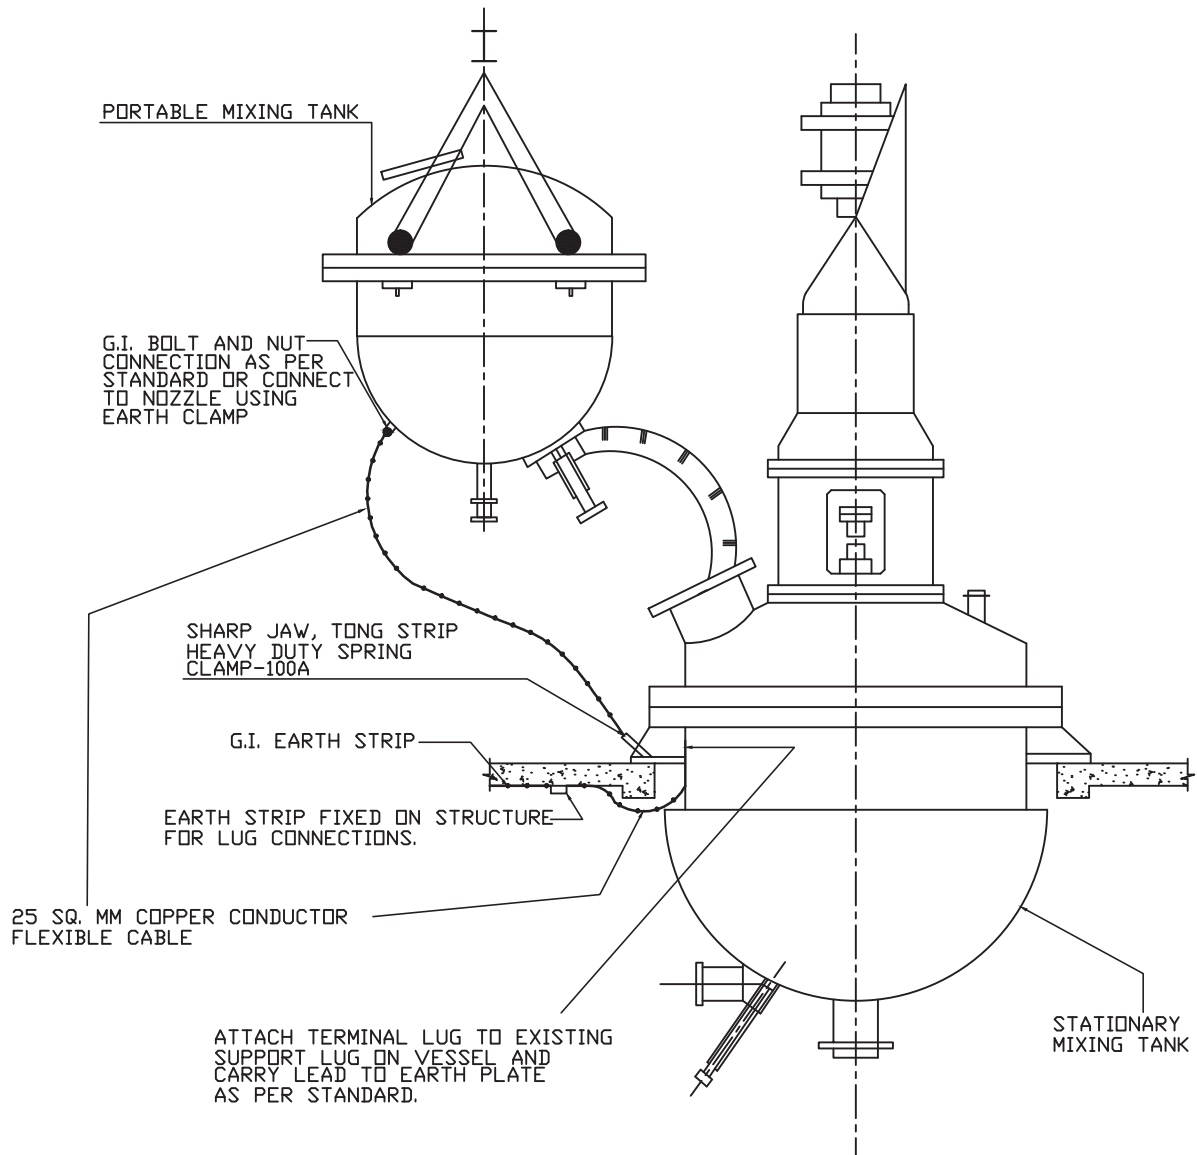 PORTABLE MIXING TANK
G.I. BOLT AND NUT
CONNECTION AS PER
STANDARD OR CONNECT
TO NOZZLE USING
EARTH CLAMP
SHARP JAW, TONG STRIP
HEAVY DUTY SPRING
CLAMP-100A
G.I. EARTH STRIP
EARTH STRIP FIXED ON STRUCTURE
FOR LUG CONNECTIONS.
25 SQ. MM COPPER CONDUCTOR
FLEXIBLE CABLE
ATTACH TERMINAL LUG TO EXISTING
SUPPORT LUG ON VESSEL AND
CARRY LEAD TO EARTH PLATE
AS PER STANDARD.
STATIONARY
MIXING TANK